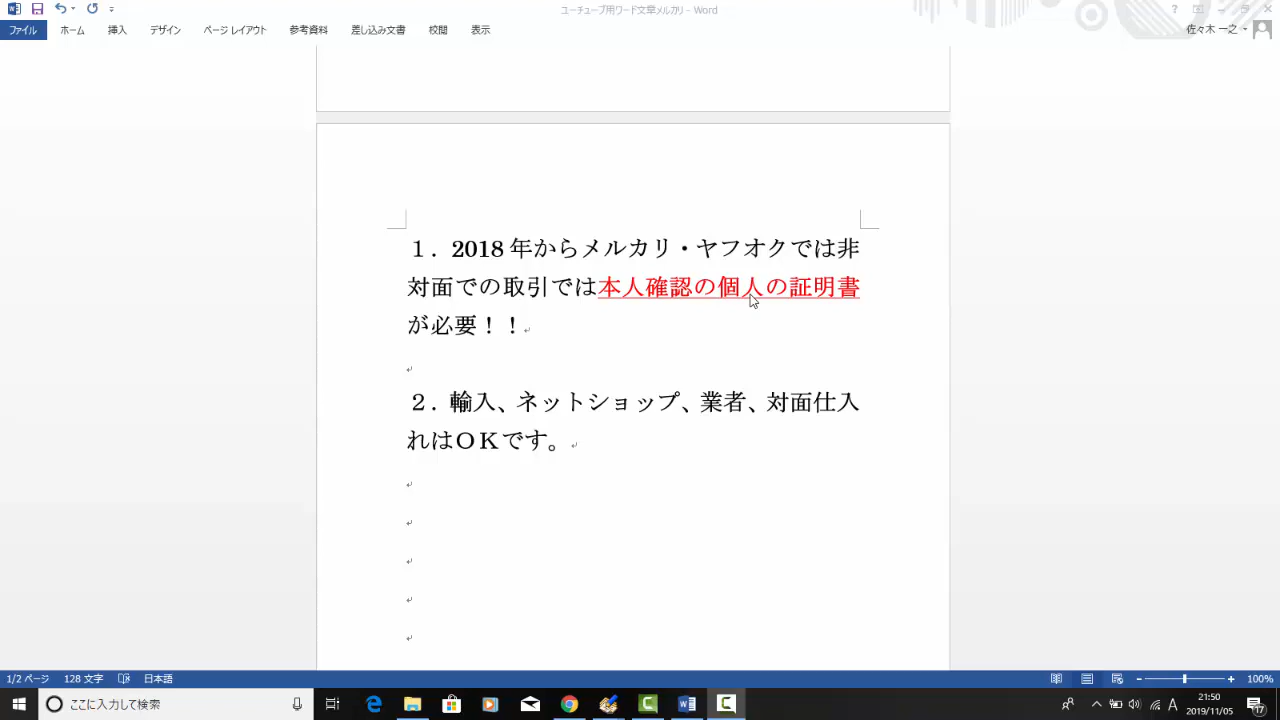 ユーチューブ用ワード文章メルカリ - Word
ファイル ホーム 挿入 デザイン ページ レイアウト 参考資料 差し込み文書 校閲 表示 佐々木 一之
１．2018 年からメルカリ・ヤフオクでは非
対面での取引では本人確認の個人の証明書
が必要！！
２．輸入、ネットショップ、業者、対面仕入
れはＯＫです。
1/2 ページ 128 文字 日本語 100%
ここに入力して検索
A
21:50
2019/11/05
17